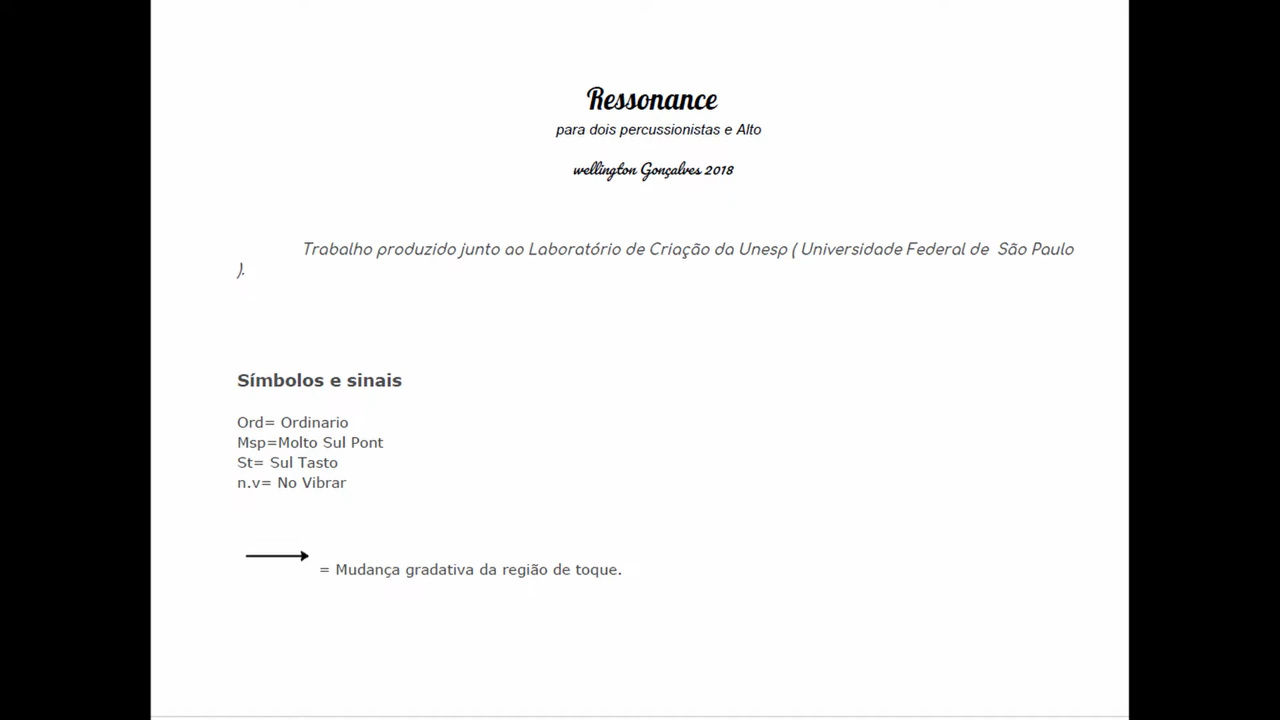 Ressonance
para dois percussionistas e Alto
wellington Gonçalves 2018
Trabalho produzido junto ao Laboratório de Criação da Unesp ( Universidade Federal de São Paulo
).
Símbolos e sinais
Ord= Ordinario
Msp=Molto Sul Pont
St= Sul Tasto
n.v= No Vibrar
= Mudança gradativa da região de toque.